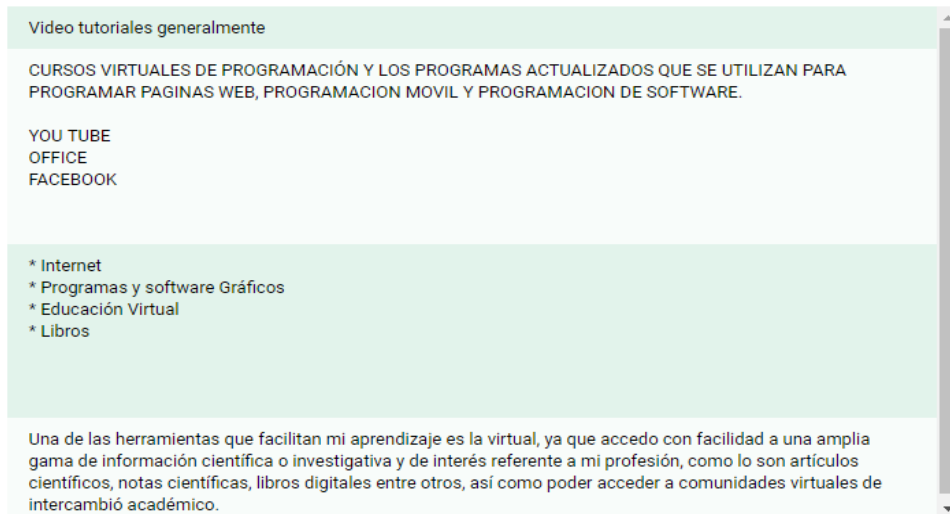 Video tutoriales generalmente
CURSOS VIRTUALES DE PROGRAMACIÓN Y LOS PROGRAMAS ACTUALIZADOS QUE SE UTILIZAN PARA
PROGRAMAR PAGINAS WEB, PROGRAMACION MOVIL Y PROGRAMACION DE SOFTWARE.
YOU TUBE
OFFICE
FACEBOOK
* Internet
* Programas y software Gráficos
* Educación Virtual
* Libros
Una de las herramientas que facilitan mi aprendizaje es la virtual, ya que accedo con facilidad a una amplia
gama de información científica o investigativa y de interés referente a mi profesión, como lo son artículos
científicos, notas científicas, libros digitales entre otros, así como poder acceder a comunidades virtuales de
intercambió académico.